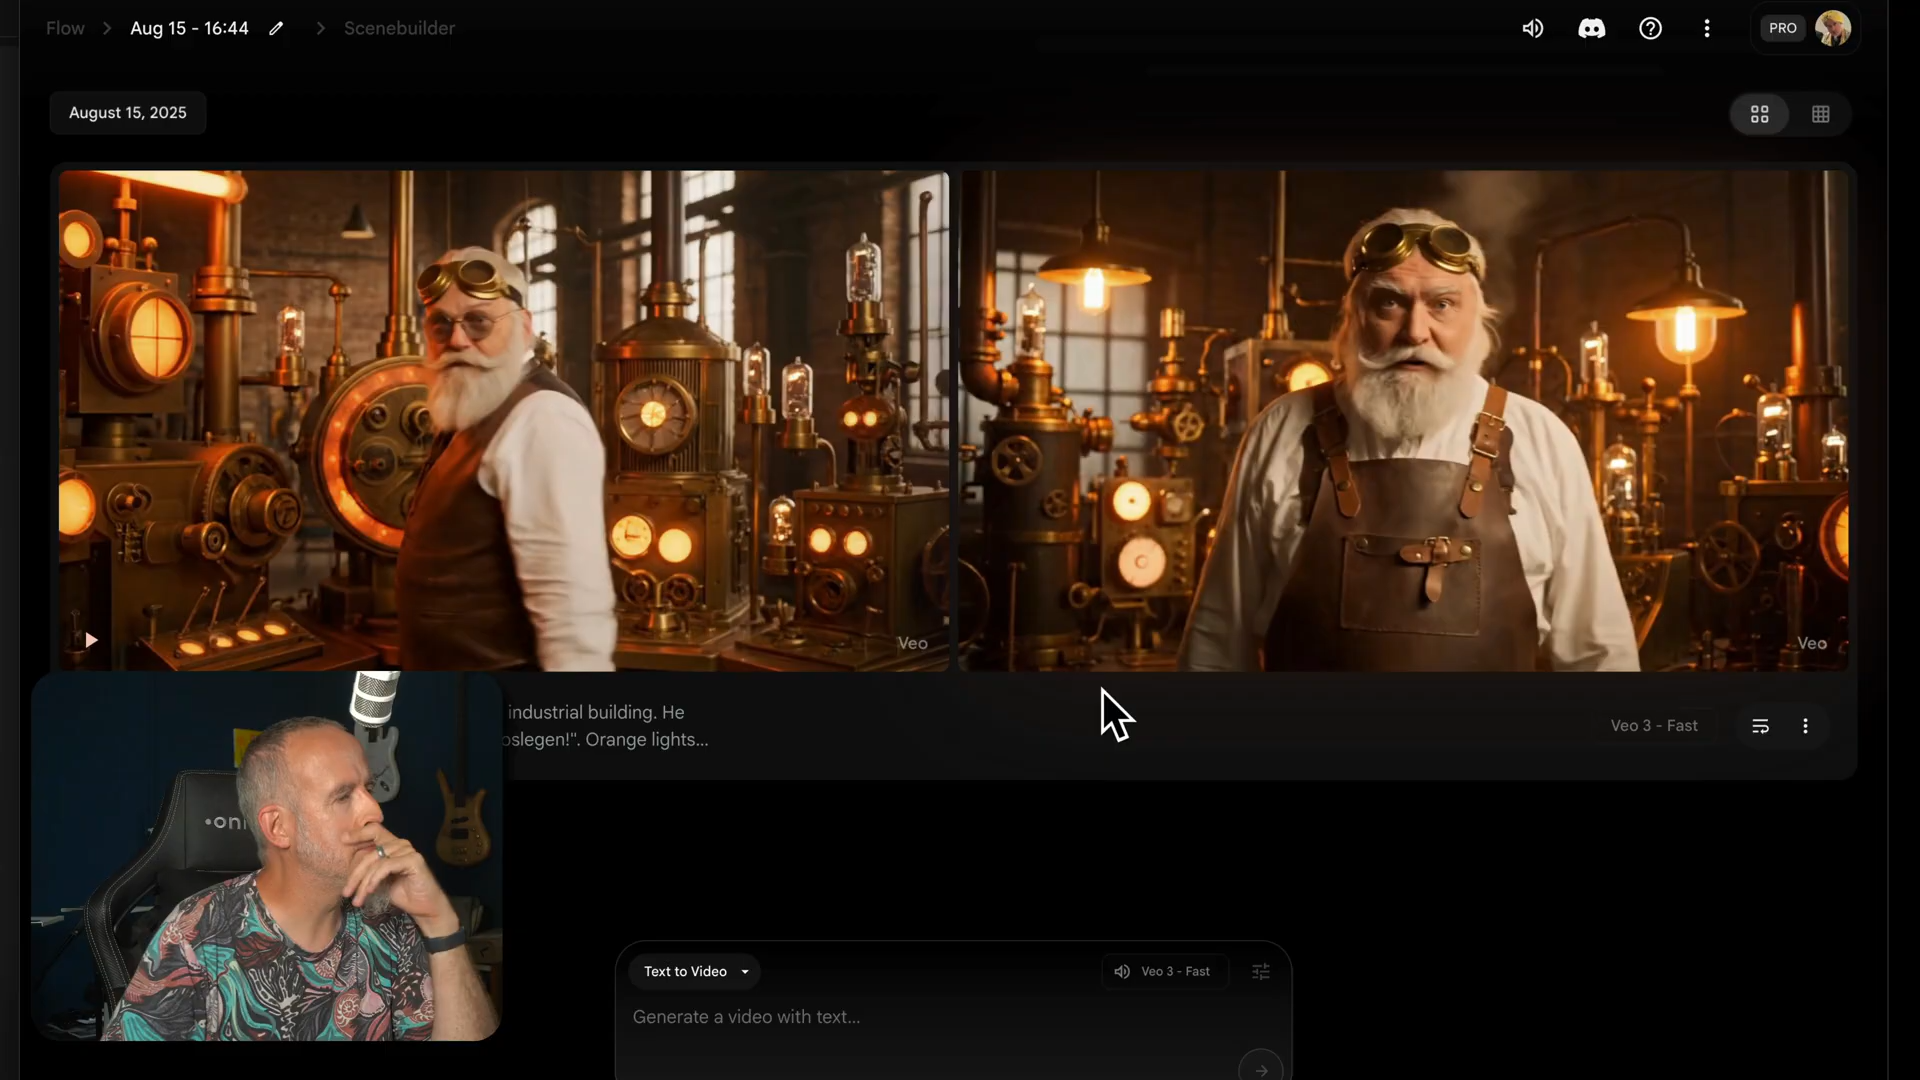 Flow
Aug 15 - 16:44
Scenebuilder
PRO
August 15, 2025
Veo
Veo
industrial building. He
oslegen!". Orange lights...
Veo 3 - Fast
Text to Video
Veo 3 - Fast
Generate a video with text...